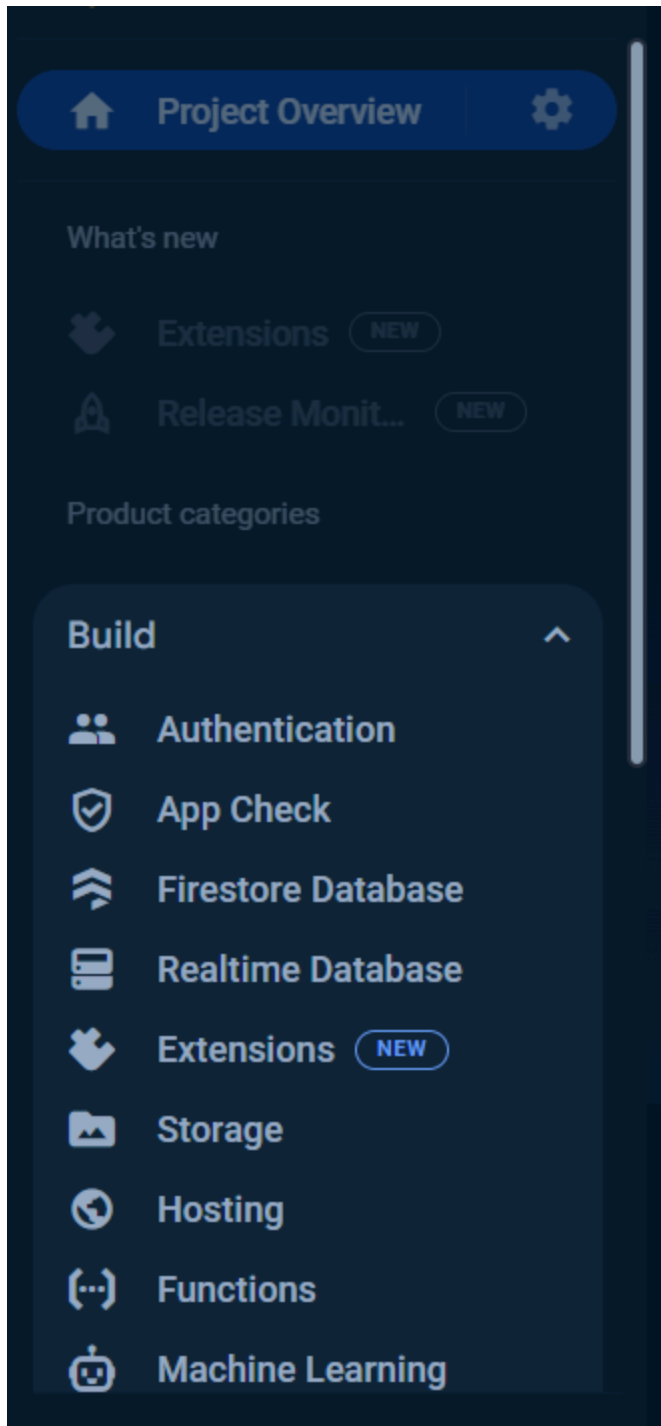 Project Overview
What's new
Extensions NEW
Release Monit... NEW
Product categories
Build
Authentication
App Check
Firestore Database
Realtime Database
Extensions NEW
Storage
Hosting
Functions
Machine Learning